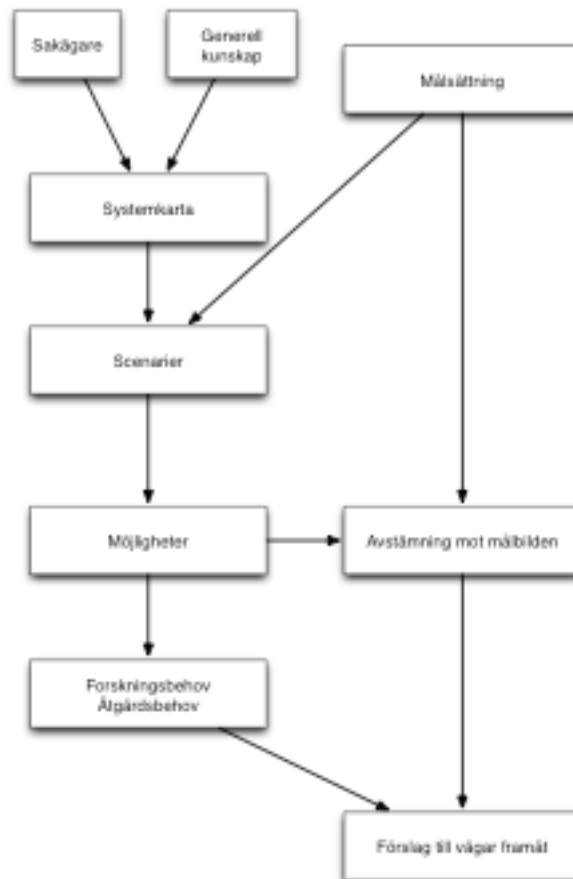 Sakägare
Generell
kunskap
Målsättning
Systemkarta
Scenarier
Möjligheter
Avstämning mot målbilden
Forskningsbehov
Åtgärdsbehov
Förslag till vägar framåt